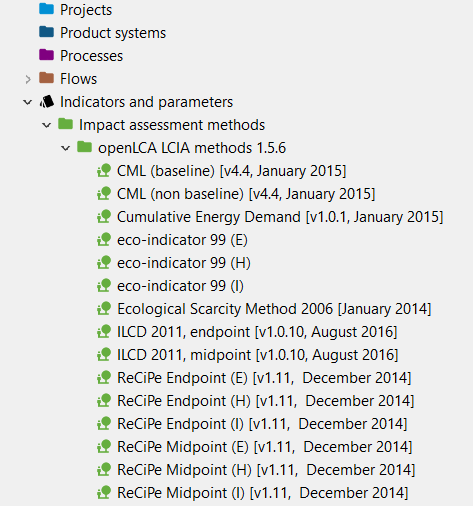 Projects
Product systems
Processes
Flows
Indicators and parameters
Impact assessment methods
openLCA LCIA methods 1.5.6
CML (baseline) [v4.4, January 2015]
CML (non baseline) [v4.4, January 2015]
Cumulative Energy Demand [v1.0.1, January 2015]
eco-indicator 99 (E)
eco-indicator 99 (H)
eco-indicator 99 (I)
Ecological Scarcity Method 2006 [January 2014]
ILCD 2011, endpoint [v1.0.10, August 2016]
ILCD 2011, midpoint [v1.0.10, August 2016]
ReCiPe Endpoint (E) [v1.11,  December 2014]
ReCiPe Endpoint (H) [v1.11,  December 2014]
ReCiPe Endpoint (I) [v1.11,  December 2014]
ReCiPe Midpoint (E) [v1.11,  December 2014]
ReCiPe Midpoint (H) [v1.11,  December 2014]
ReCiPe Midpoint (I) [v1.11,  December 2014]